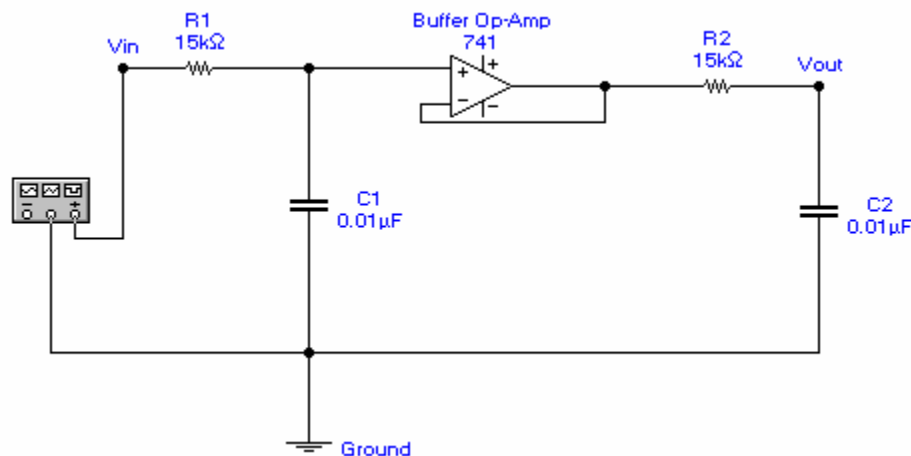 Buffer Op-Amp
741
R1
15kΩ
R2
15kΩ
Vin
Vout
+
+
−
−
−
+
C1
0.01µF
C2
0.01µF
Ground